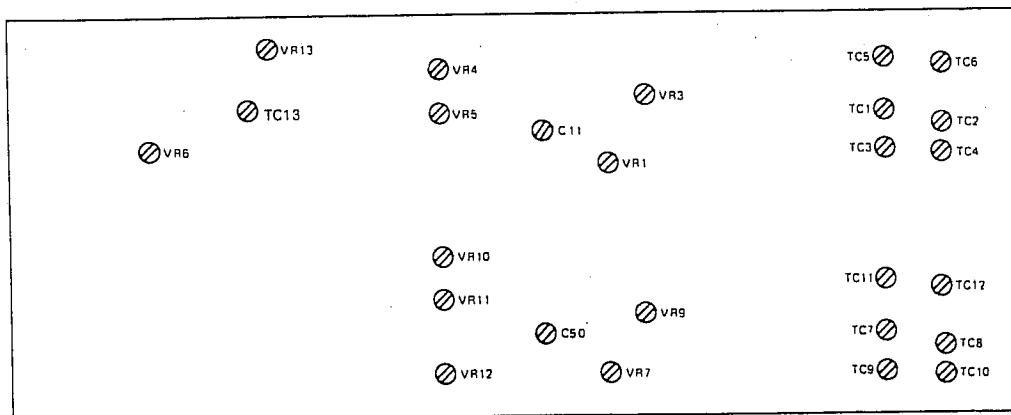 VR13
VR4
TC5
TC6
VR3
TC13
VR5
TC1
TC2
C11
VR6
VR1
TC3
TC4
VR10
TC11
TC12
VR11
VR9
C50
TC7
TC8
VR12
VR7
TC9
TC10